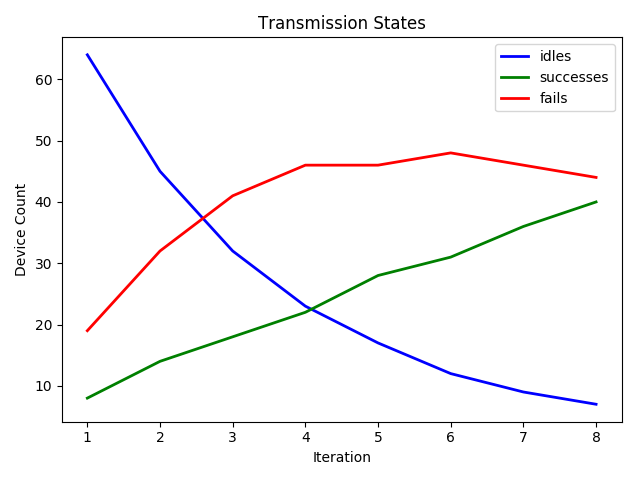 Transmission States
idles
successes
fails
Device Count
60
50
40
30
20
10
1 2 3 4 5 6 7 8
Iteration